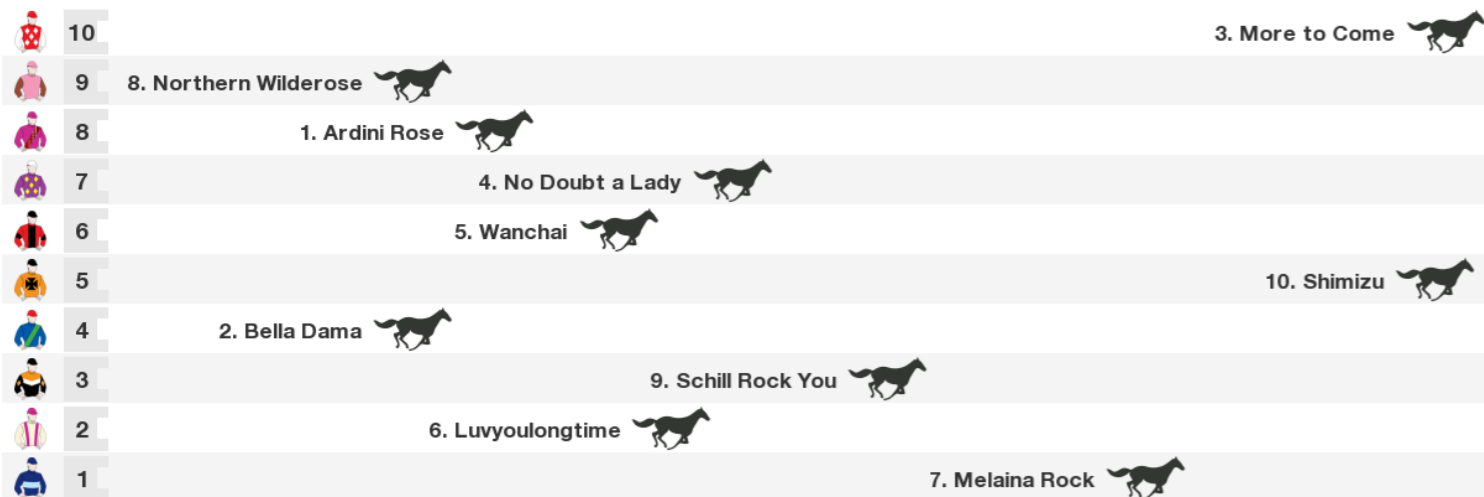 10 3. More to Come
9 8. Northern Wilderose
8 1. Ardini Rose
7 4. No Doubt a Lady
6 5. Wanchai
5 10. Shimizu
4 2. Bella Dama
3 9. Schill Rock You
2 6. Luvyoulongtime
1 7. Melaina Rock